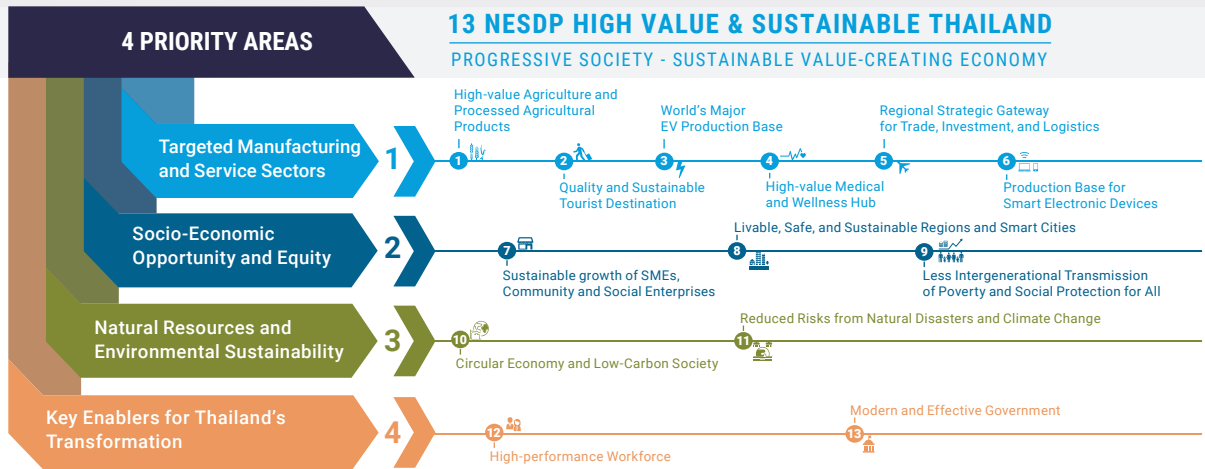 4 PRIORITY AREAS
13 NESDP HIGH VALUE & SUSTAINABLE THAILAND
PROGRESSIVE SOCIETY - SUSTAINABLE VALUE-CREATING ECONOMY
Targeted Manufacturing
and Service Sectors
1
1
High-value Agriculture and
Processed Agricultural
Products
2
Quality and Sustainable
Tourist Destination
3
World's Major
EV Production Base
4
High-value Medical
and Wellness Hub
5
Regional Strategic Gateway
for Trade, Investment, and Logistics
6
Production Base for
Smart Electronic Devices
Socio-Economic
Opportunity and Equity
2
7
Sustainable growth of SMEs,
Community and Social Enterprises
8
Livable, Safe, and Sustainable Regions and Smart Cities
9
Less Intergenerational Transmission
of Poverty and Social Protection for All
Natural Resources and
Environmental Sustainability
3
10
Circular Economy and Low-Carbon Society
11
Reduced Risks from Natural Disasters and Climate Change
Key Enablers for Thailand's
Transformation
4
12
High-performance Workforce
13
Modern and Effective Government